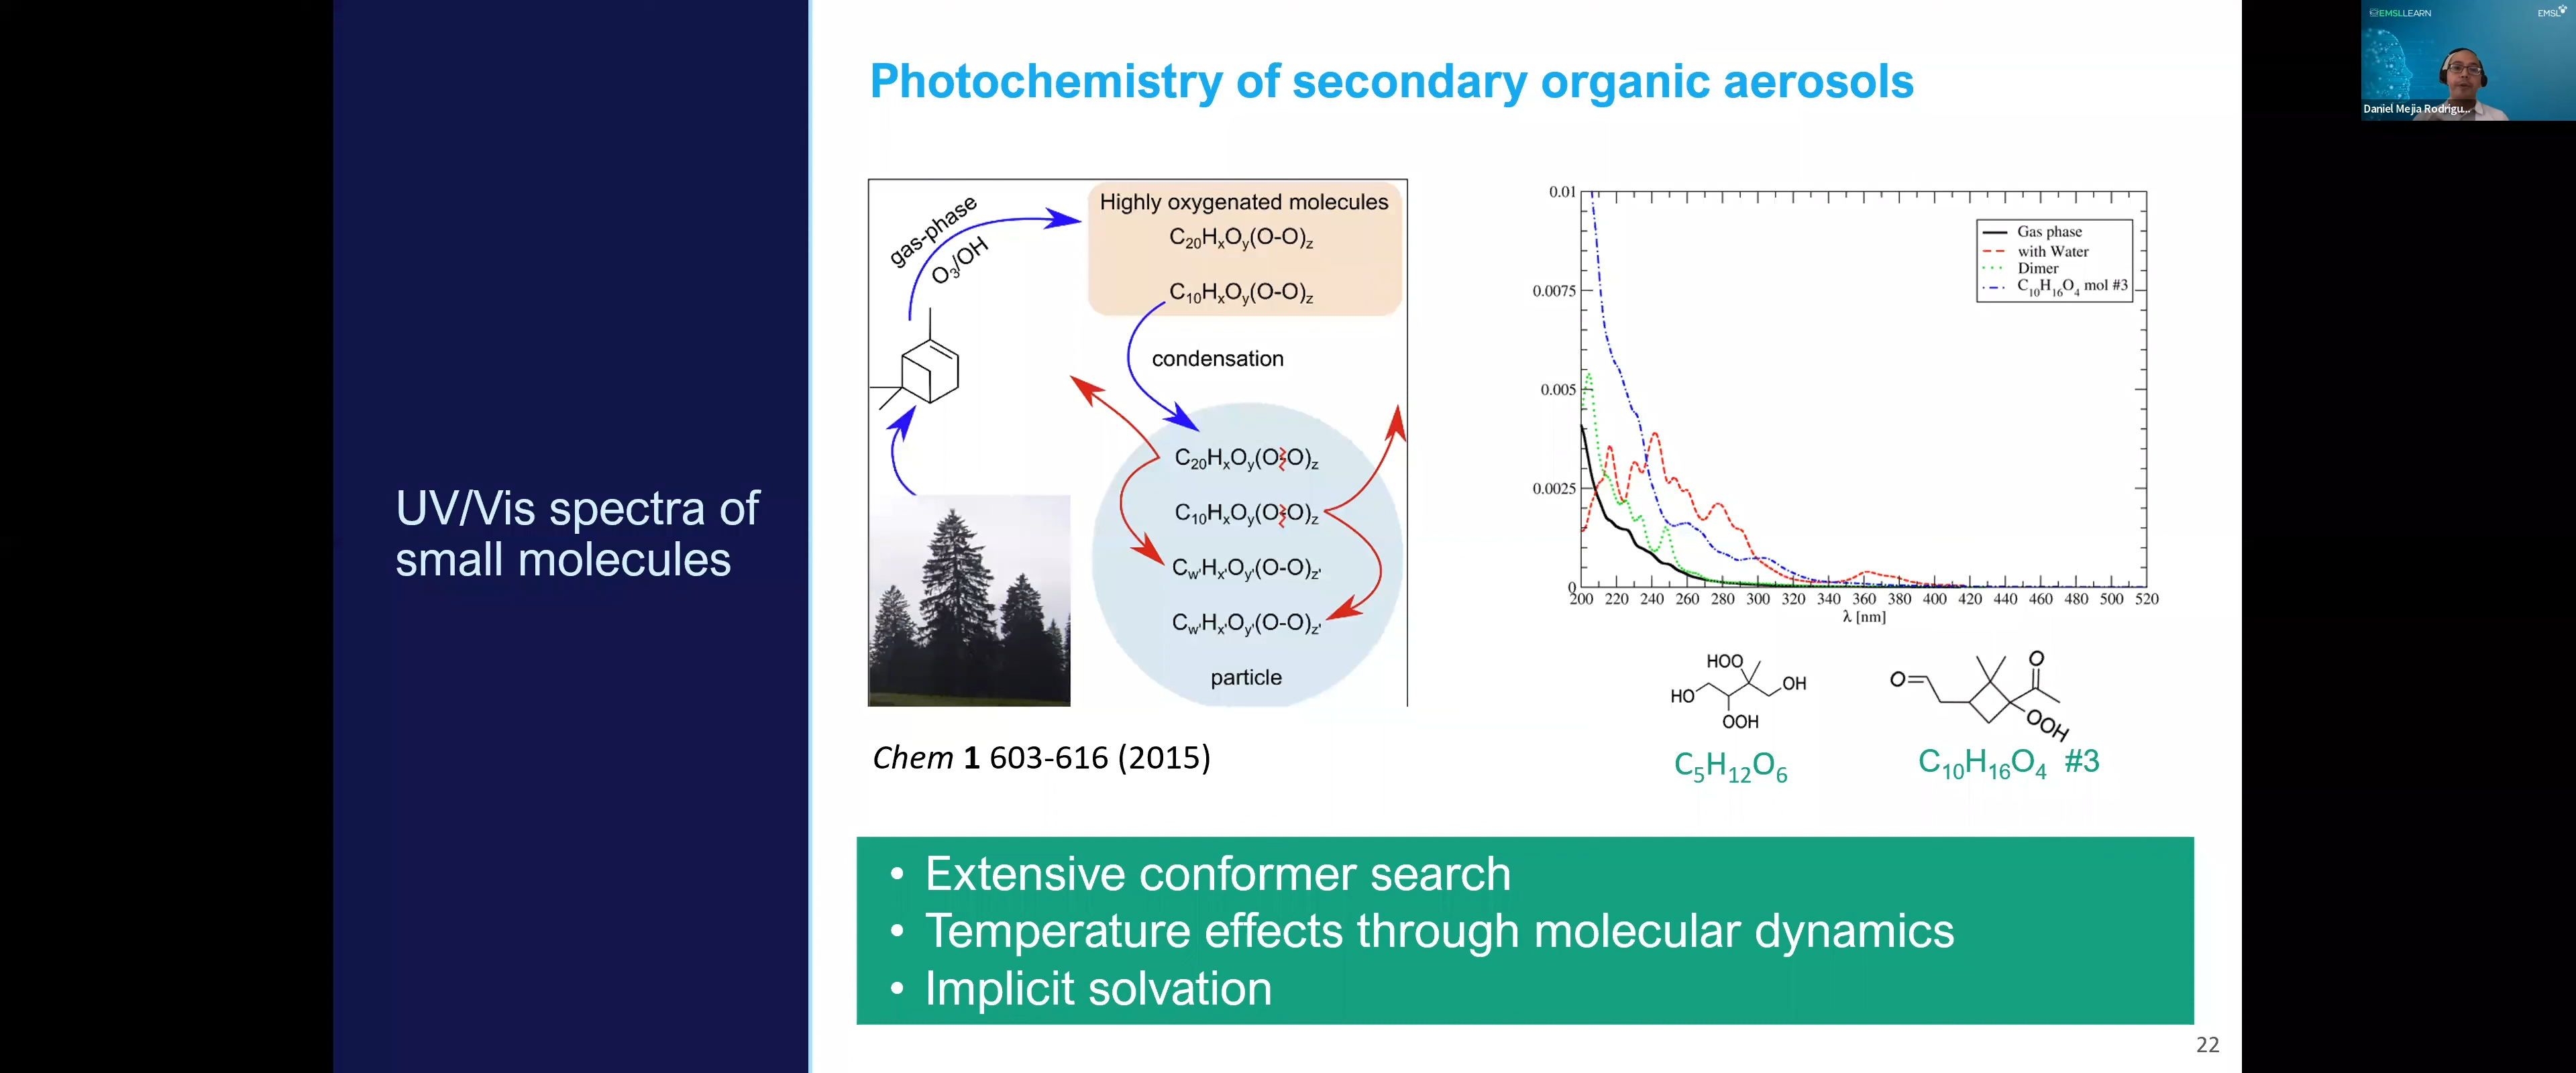 UV/Vis spectra of
small molecules
Photochemistry of secondary organic aerosols
gas-phase
O3/OH
Highly oxygenated molecules
C20HxOy(O-O)z
C10HxOy(O-O)z
condensation
C20HxOy(O O)z
C10HxOy(O O)z
Cw'Hx'Oy'(O-O)z'
Cw'Hx'Oy'(O-O)z'
particle
Chem 1 603-616 (2015)
0.01
0.0075
0.005
0.0025
0
200 220 240 260 280 300 320 340 360 380 400 420 440 460 480 500 520
λ [nm]
Gas phase
with Water
Dimer
C10H16O4 mol #3
HOO
HO
OH
OOH
C5H12O6
O
O
OOH
C10H16O4 #3
• Extensive conformer search
• Temperature effects through molecular dynamics
• Implicit solvation
22
EMSLLEARN
EMSL
Daniel Mejia Rodrigu...